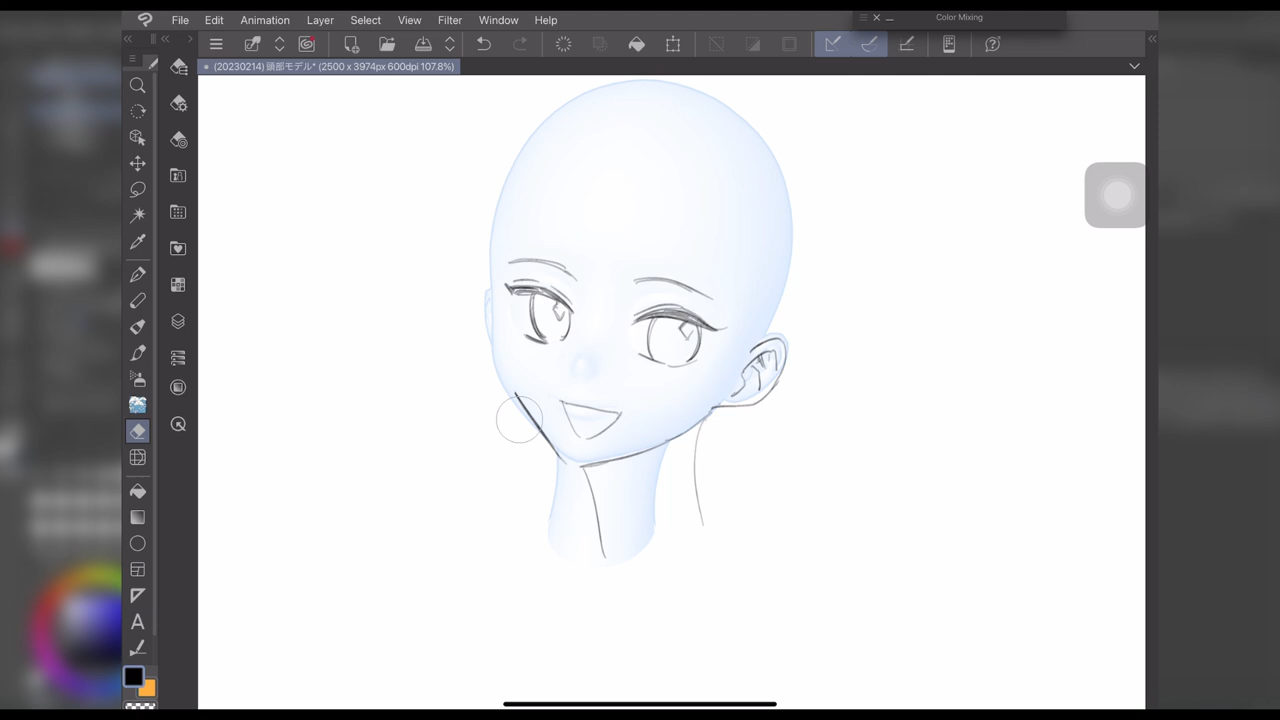 File Edit Animation Layer Select View Filter Window Help
Color Mixing
(20230214) 頭部モデル* (2500 x 3974px 600dpi 107.8%)